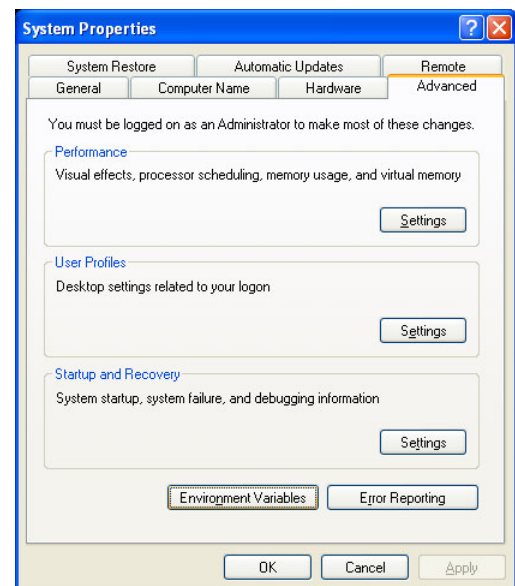 System Properties
System Restore Automatic Updates Remote
General Computer Name Hardware Advanced
You must be logged on as an Administrator to make most of these changes.
Performance
Visual effects, processor scheduling, memory usage, and virtual memory
Settings
User Profiles
Desktop settings related to your logon
Settings
Startup and Recovery
System startup, system failure, and debugging information
Settings
Environment Variables Error Reporting
OK Cancel Apply